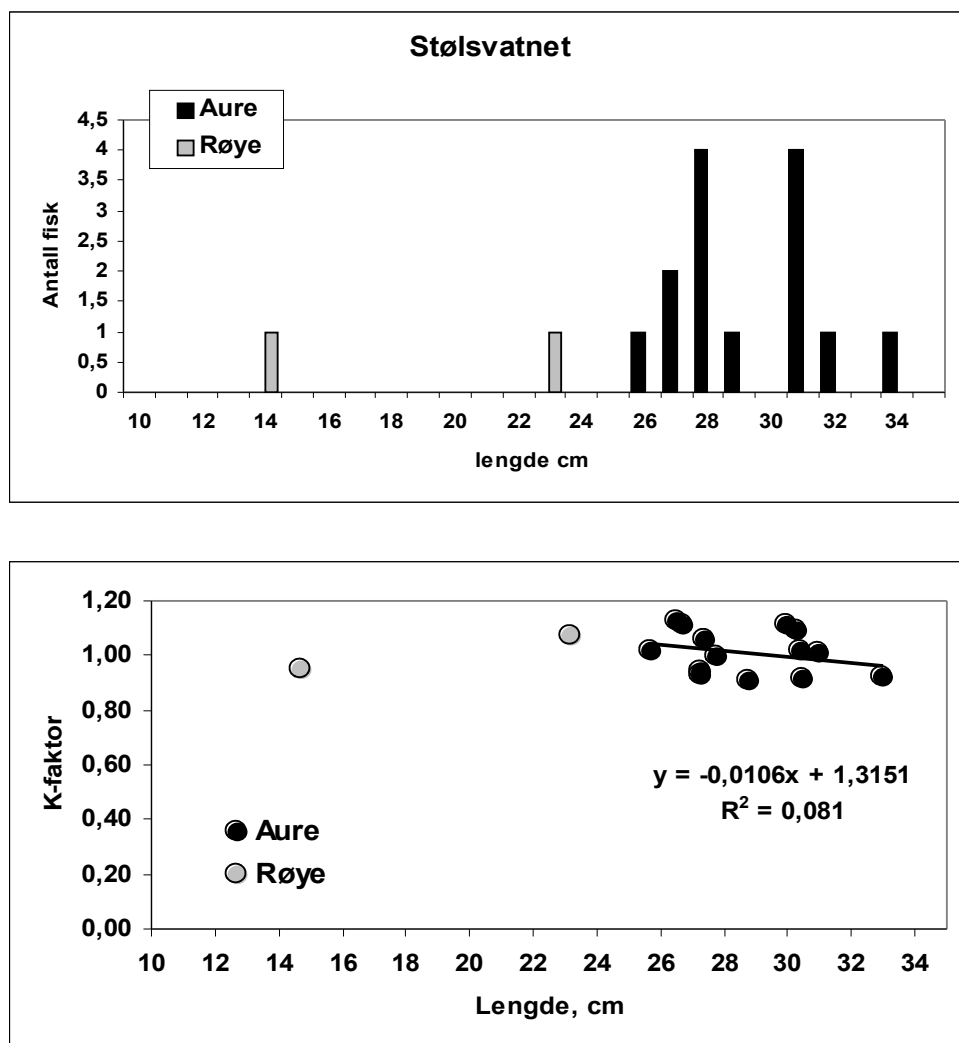 Stølsvatnet
Aure
Røye
4,5
4
3,5
3
2,5
2
1,5
1
0,5
0
Antall fisk
10 12 14 16 18 20 22 24 26 28 30 32 34
lengde cm
1,20
1,00
0,80
0,60
0,40
0,20
0,00
K-faktor
y = -0,0106x + 1,3151
R² = 0,081
Aure
Røye
10 12 14 16 18 20 22 24 26 28 30 32 34
Lengde, cm